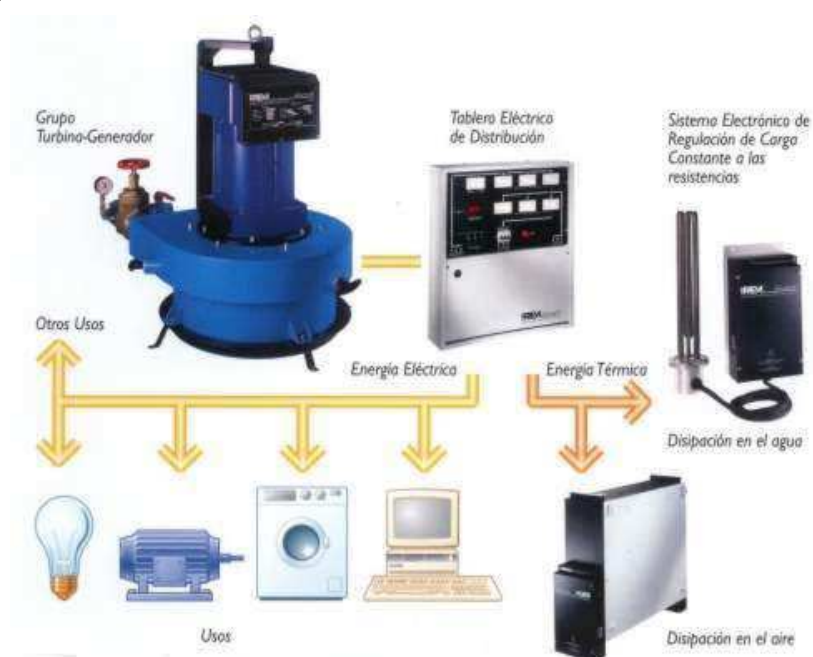 Grupo
Turbina-Generador
Tablero Eléctrico
de Distribución
Sistema Electrónico de
Regulación de Carga
Constante a las
resistencias
Otros Usos
Energía Eléctrica
Energía Térmica
Disipación en el agua
Usos
Disipación en el aire